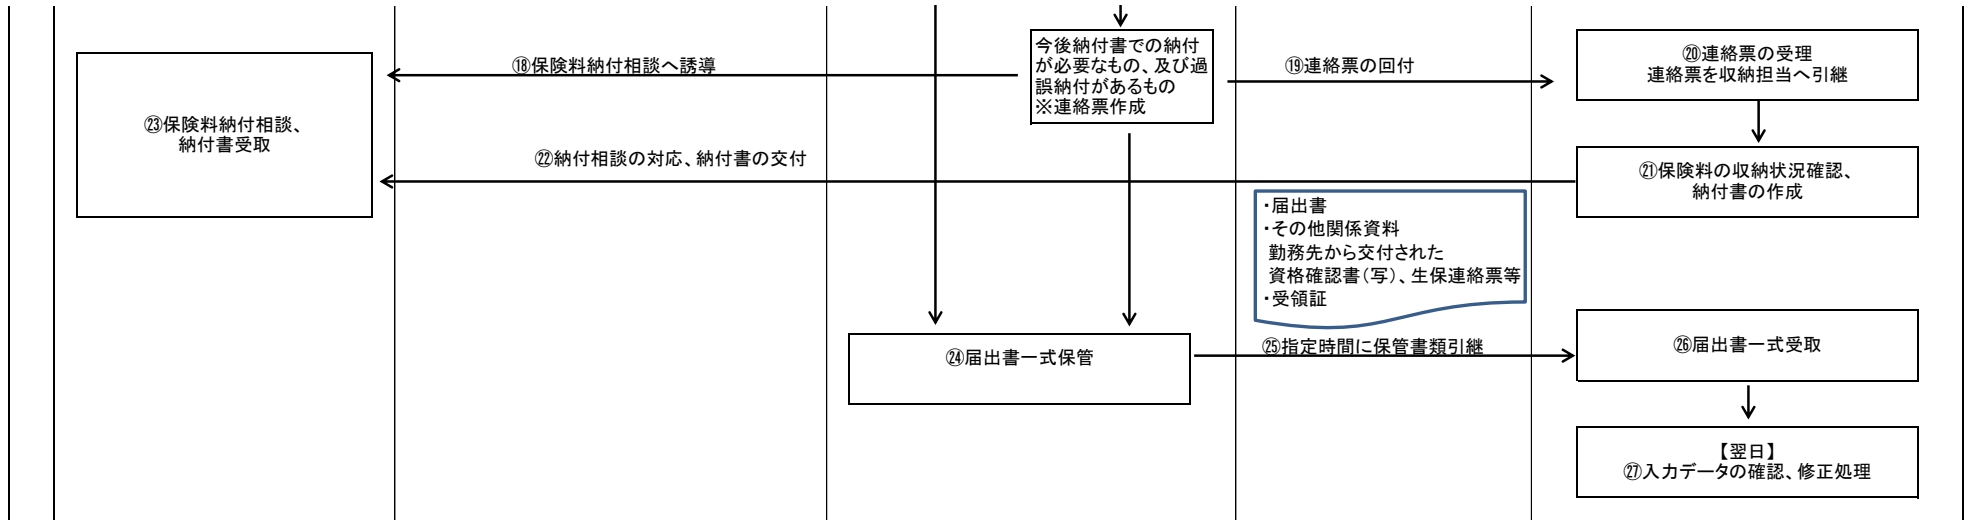 今後納付書での納付
が必要なもの、及び過
誤納付があるもの
※連絡票作成
⑱保険料納付相談へ誘導
⑲連絡票の回付
⑳連絡票の受理
連絡票を収納担当へ引継
㉓保険料納付相談、
納付書受取
㉒納付相談の対応、納付書の交付
㉑保険料の収納状況確認、
納付書の作成
・届出書
・その他関係資料
勤務先から交付された
資格確認書(写)、生保連絡票等
・受領証
㉔届出書一式保管
㉕指定時間に保管書類引継
㉖届出書一式受取
【翌日】
㉗入力データの確認、修正処理